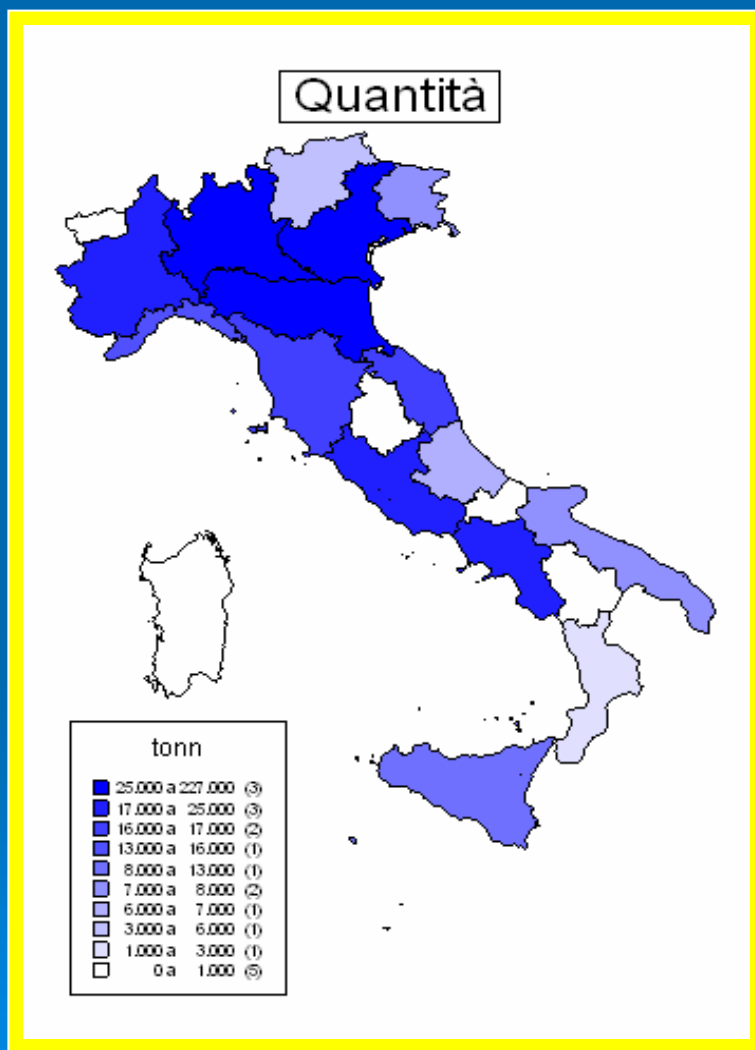 Quantità
tonn
25.000 a 227.000 (3)
17.000 a 25.000 (3)
16.000 a 17.000 (2)
13.000 a 16.000 (1)
8.000 a 13.000 (1)
7.000 a 8.000 (2)
6.000 a 7.000 (1)
3.000 a 6.000 (1)
1.000 a 3.000 (1)
0 a 1.000 (5)